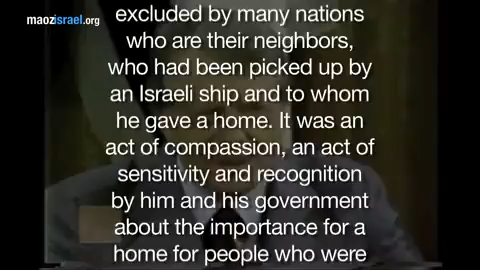 maozisrael.org
excluded by many nations
who are their neighbors,
who had been picked up by
an Israeli ship and to whom
he gave a home. It was an
act of compassion, an act of
sensitivity and recognition
by him and his government
about the importance for a
home for people who were